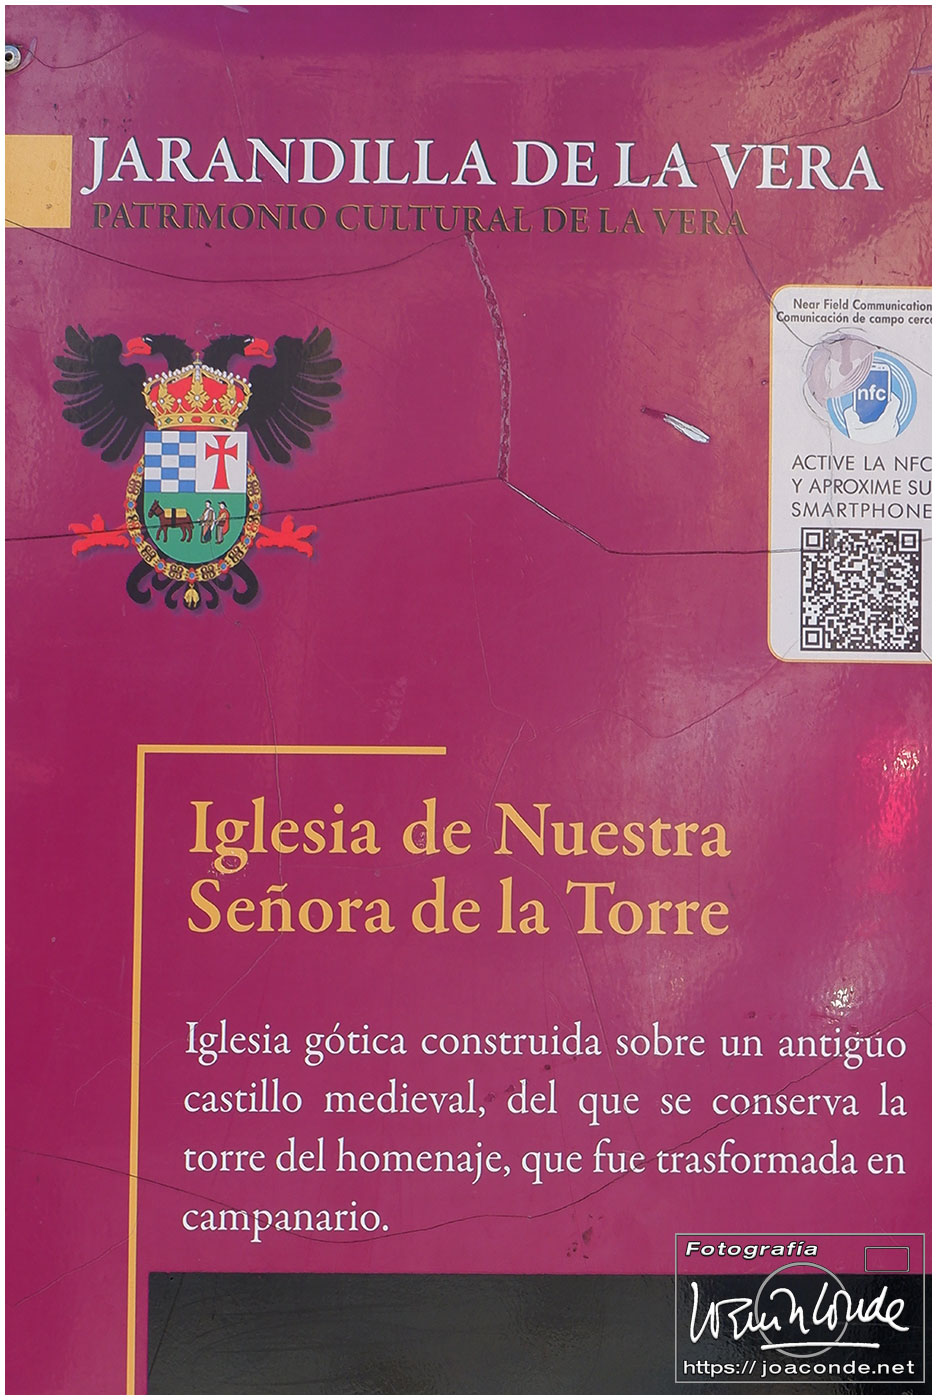 JARANDILLA DE LA VERA
PATRIMONIO CULTURAL DE LA VERA
Near Field Communication
Comunicación de campo
nfc
ACTIVE LA NFC
Y APROXIME SU
SMARTPHONE
Iglesia de Nuestra
Señora de la Torre
Iglesia gótica construida sobre un antiguo
castillo medieval, del que se conserva la
torre del homenaje, que fue trasformada en
campanario.
Fotografía
https://joaconde.net